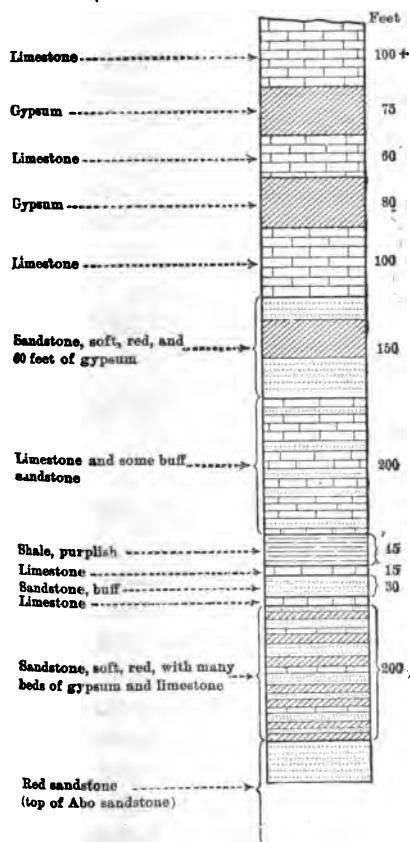 Feet
Limestone 100+
Gypsum 75
Limestone 60
Gypsum 80
Limestone 100
Sandstone, soft, red, and
60 feet of gypsum 150
Limestone and some buff
sandstone 200
Shale, purplish 45
Limestone 15
Sandstone, buff 30
Limestone
Sandstone, soft, red, with many
beds of gypsum and limestone 200
Red sandstone
(top of Abo sandstone)